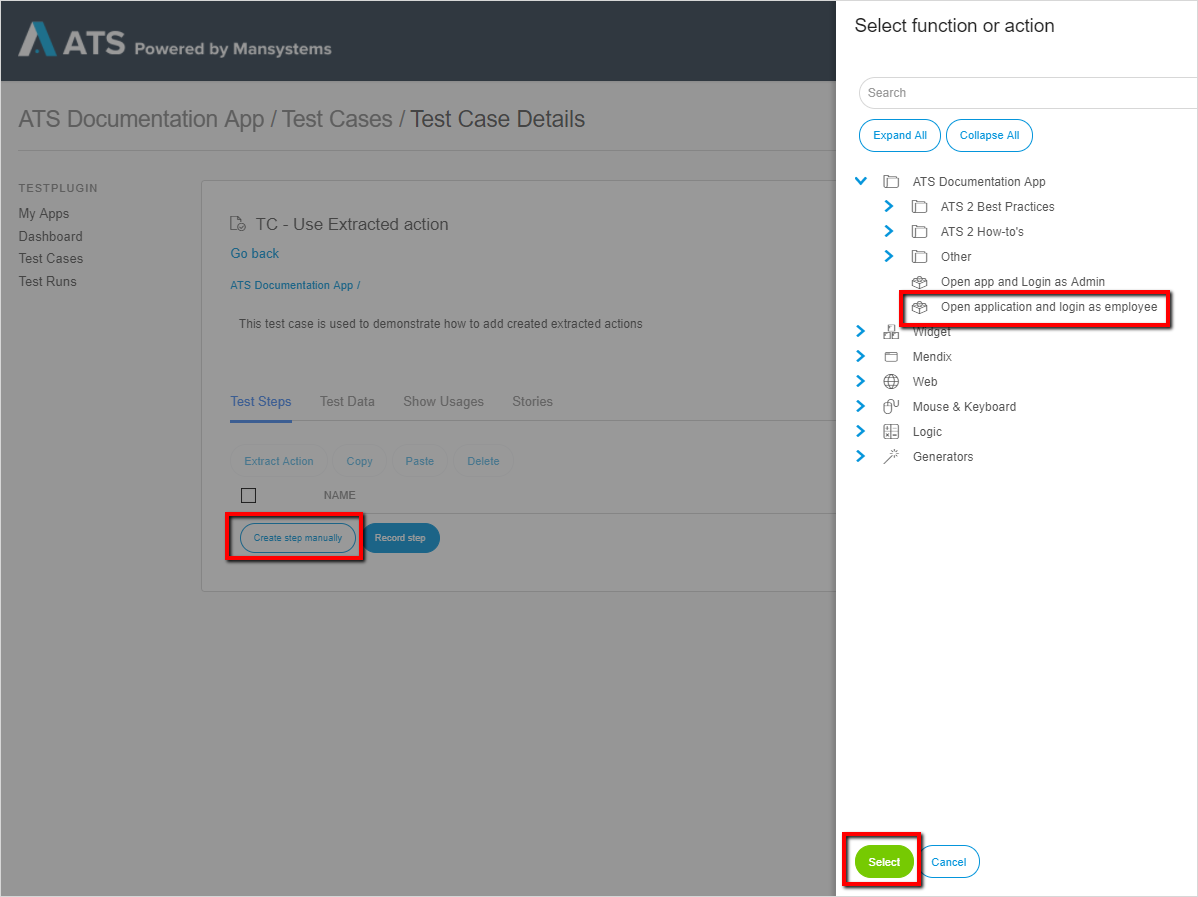 ATS Powered by Mansystems
ATS Documentation App / Test Cases / Test Case Details
TESTPLUGIN
My Apps
Dashboard
Test Cases
Test Runs
TC - Use Extracted action
Go back
ATS Documentation App /
This test case is used to demonstrate how to add created extracted actions
Test Steps Test Data Show Usages Stories
Extract Action Copy Paste Delete
NAME
Create step manually Record step
Select function or action
Search
Expand All Collapse All
ATS Documentation App
ATS 2 Best Practices
ATS 2 How-to's
Other
Open app and Login as Admin
Open application and login as employee
Widget
Mendix
Web
Mouse & Keyboard
Logic
Generators
Select Cancel